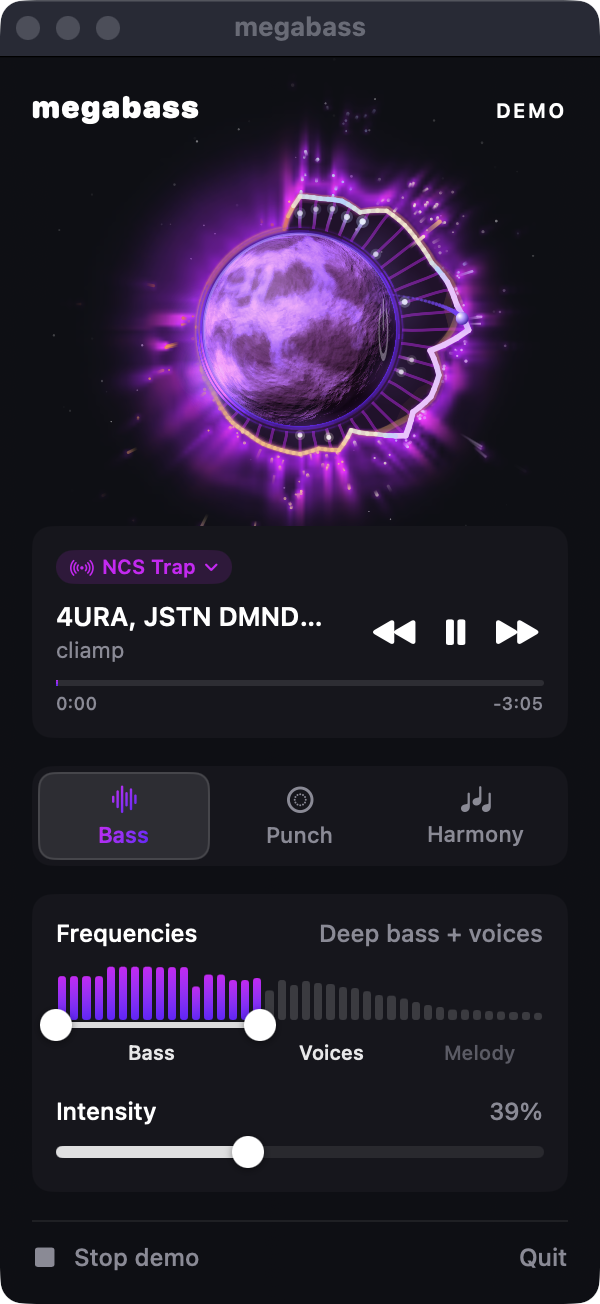 megabass
megabass
DEMO
NCS Trap
4URA, JSTN DMND...
cliamp
0:00
-3:05
Bass
Punch
Harmony
Frequencies
Deep bass + voices
Bass
Voices
Melody
Intensity
39%
Stop demo
Quit